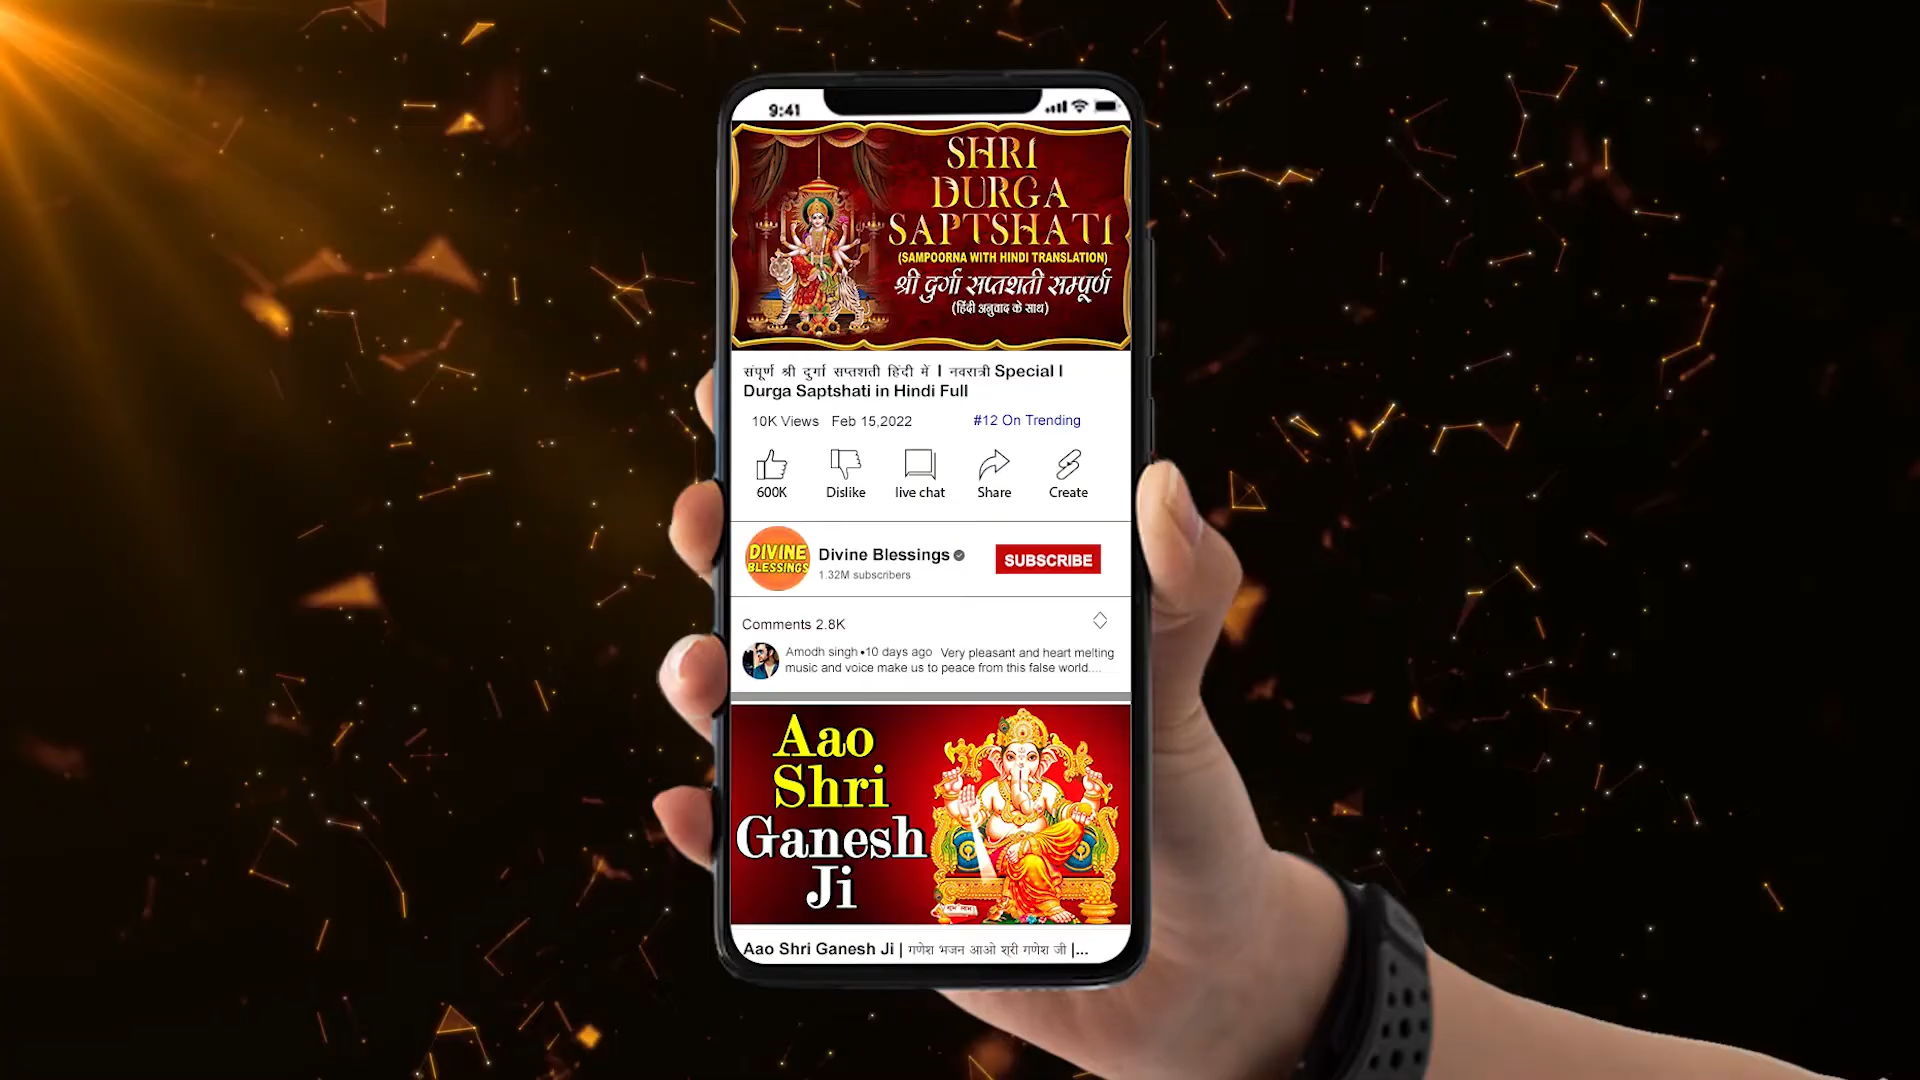 9:41
SHRI
DURGA
SAPTSHATI
(SAMPOORNA WITH HINDI TRANSLATION)
श्री दुर्गा सप्तशती सम्पूर्ण
(हिंदी अनुवाद के साथ)
संपूर्ण श्री दुर्गा सप्तशती हिंदी में I नवरात्री Special I
Durga Saptshati in Hindi Full
10K Views Feb 15,2022 #12 On Trending
600K Dislike live chat Share Create
DIVINE
BLESSINGS
Divine Blessings
1.32M subscribers
SUBSCRIBE
Comments 2.8K
Amodh singh • 10 days ago Very pleasant and heart melting
music and voice make us to peace from this false world....
Aao
Shri
Ganesh
Ji
Aao Shri Ganesh Ji | गणेश भजन आओ श्री गणेश जी |...